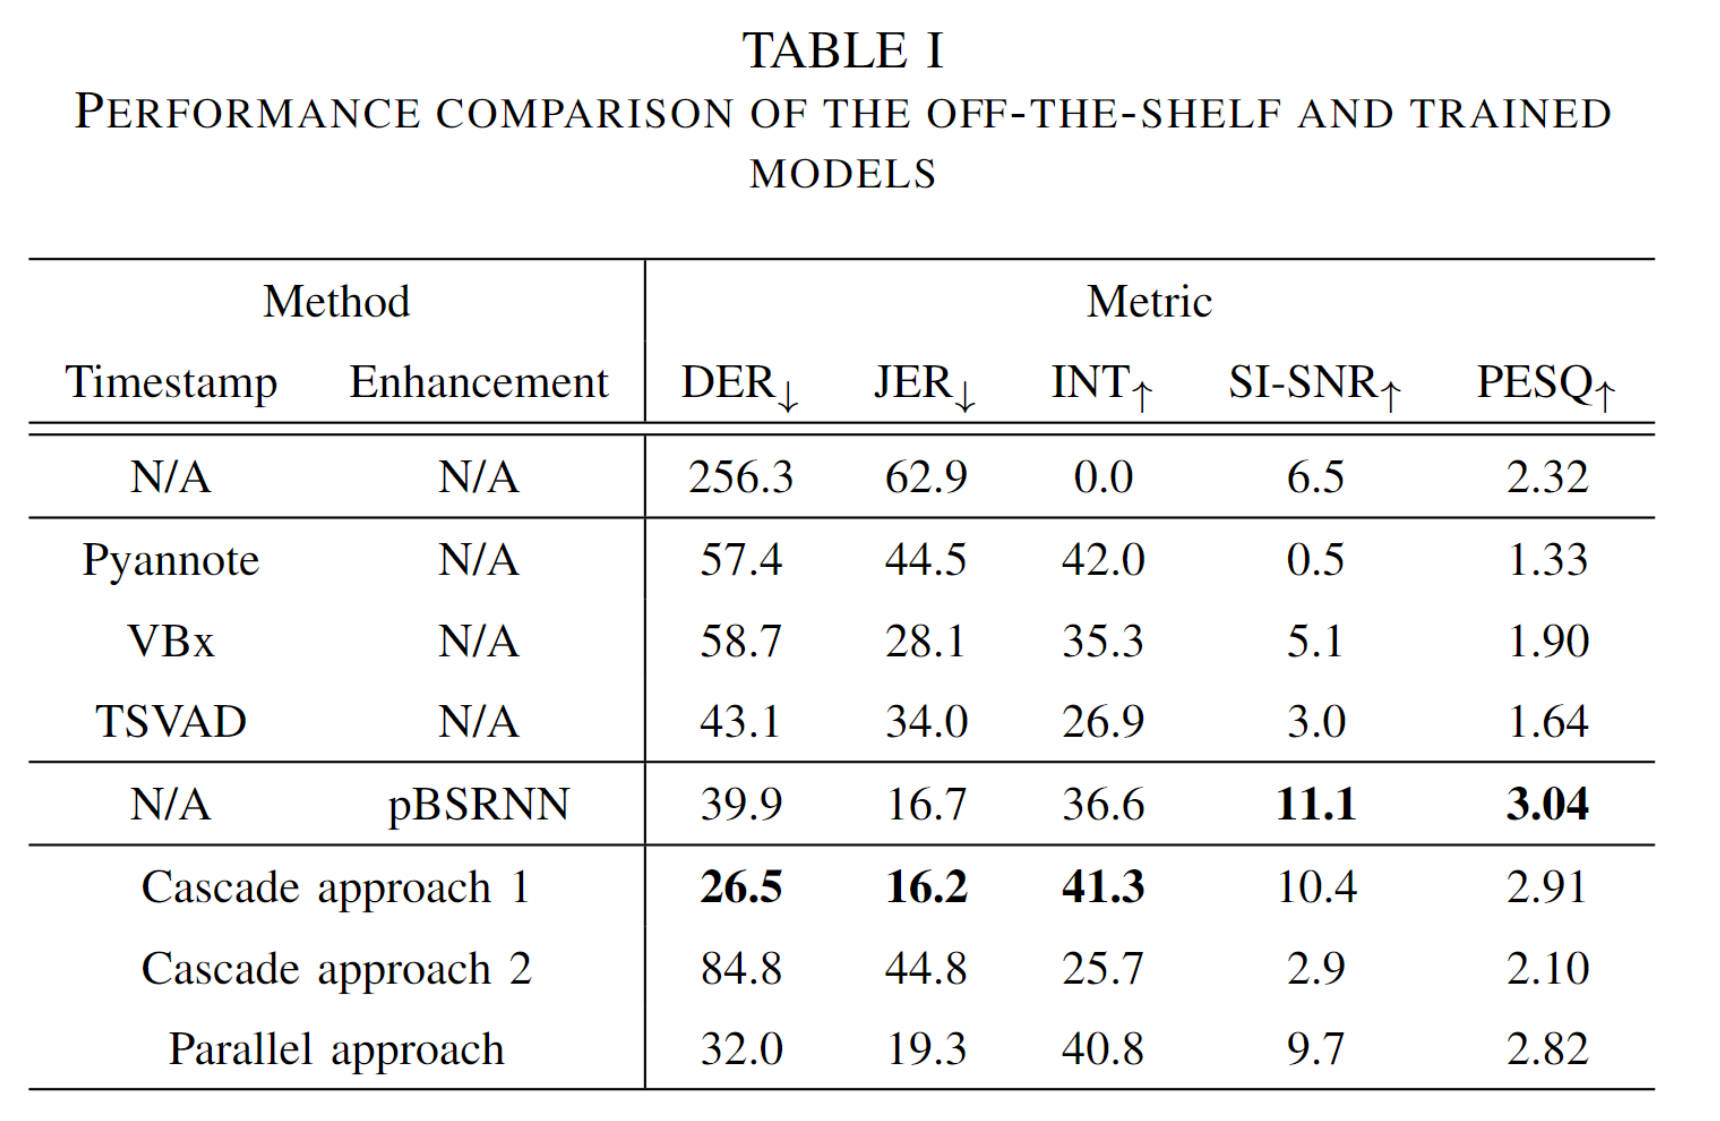 TABLE I
PERFORMANCE COMPARISON OF THE OFF-THE-SHELF AND TRAINED
MODELS
Method Metric
Timestamp Enhancement DER↓ JER↓ INT↑ SI-SNR↑ PESQ↑
N/A N/A 256.3 62.9 0.0 6.5 2.32
Pyannote N/A 57.4 44.5 42.0 0.5 1.33
VBx N/A 58.7 28.1 35.3 5.1 1.90
TSVAD N/A 43.1 34.0 26.9 3.0 1.64
N/A pBSRNN 39.9 16.7 36.6 11.1 3.04
Cascade approach 1 26.5 16.2 41.3 10.4 2.91
Cascade approach 2 84.8 44.8 25.7 2.9 2.10
Parallel approach 32.0 19.3 40.8 9.7 2.82